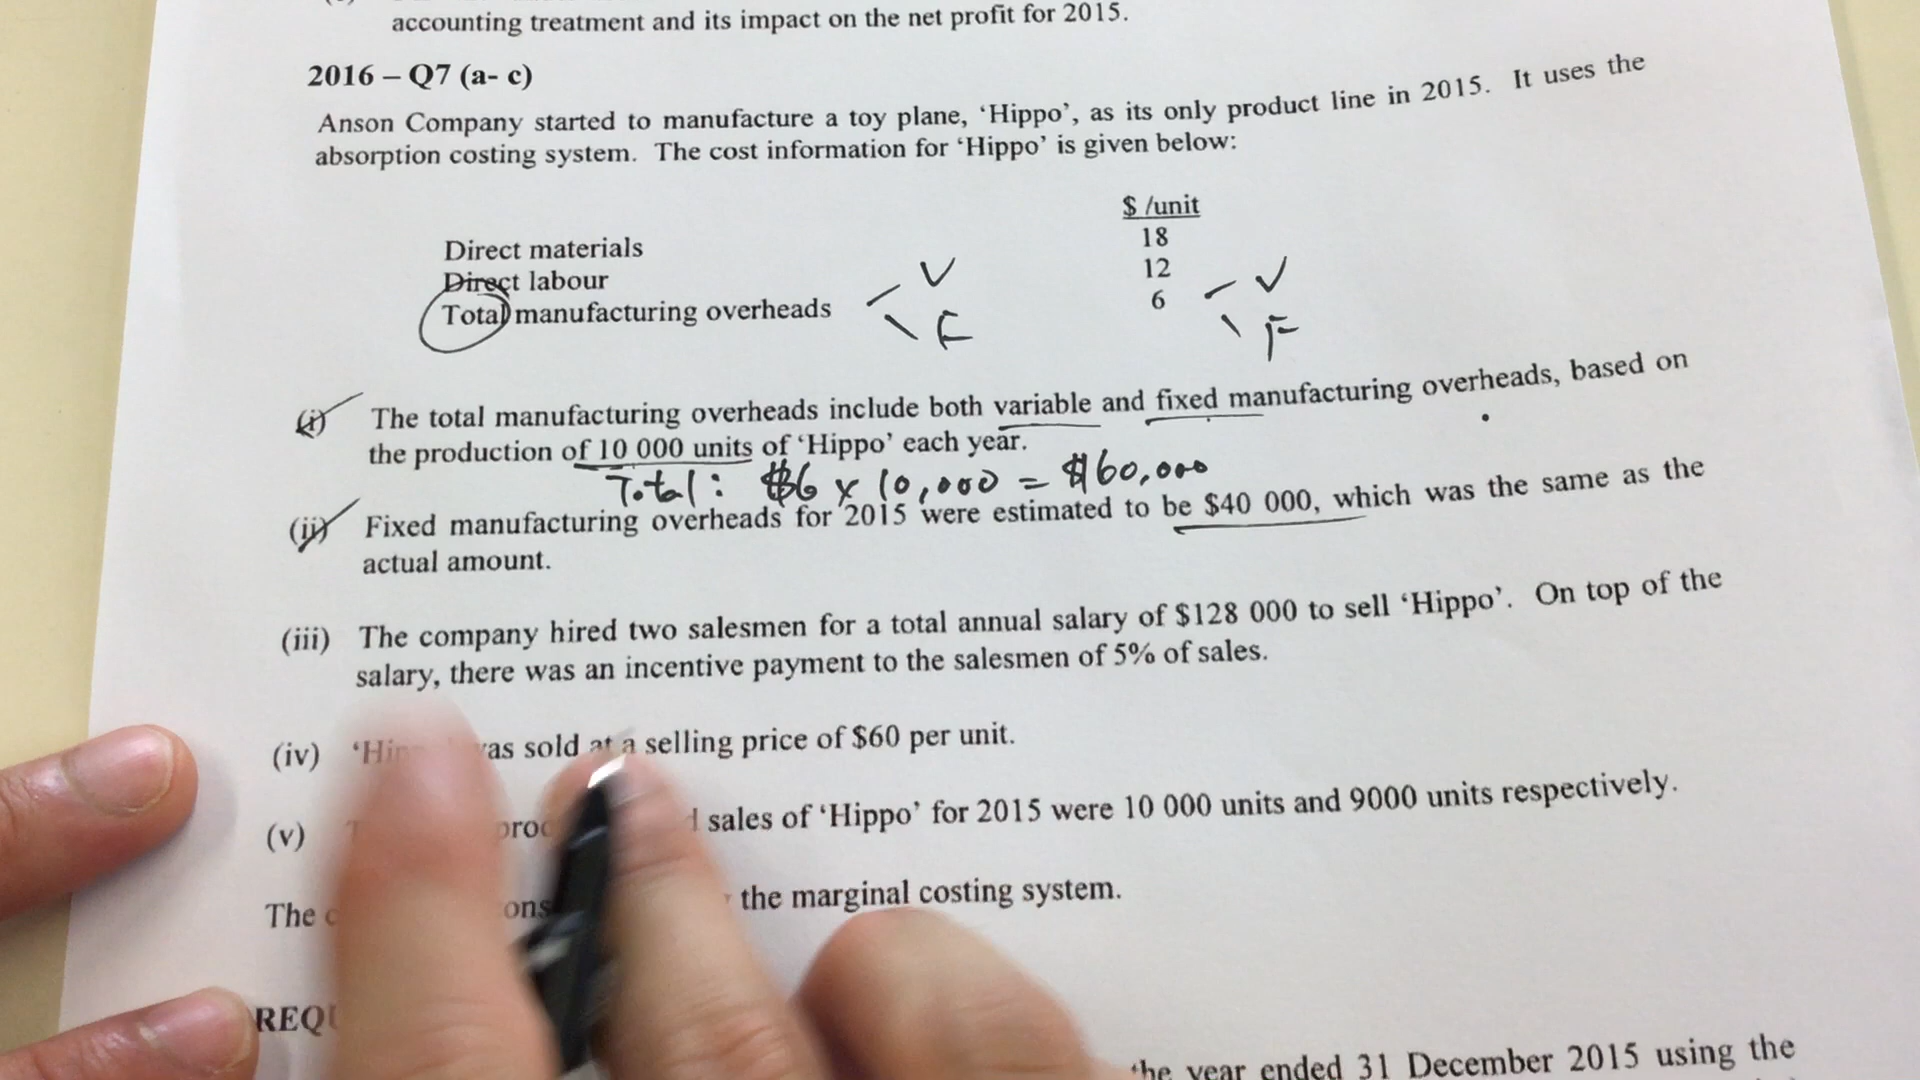 accounting treatment and its impact on the net profit for 2015.
2016 – Q7 (a- c)
Anson Company started to manufacture a toy plane, ‘Hippo’, as its only product line in 2015. It uses the
absorption costing system. The cost information for ‘Hippo’ is given below:
$ /unit
Direct materials 18
Direct labour 12
Total manufacturing overheads 6
V
F
V
F
(i) The total manufacturing overheads include both variable and fixed manufacturing overheads, based on
the production of 10 000 units of ‘Hippo’ each year.
Total: $6 x 10,000 = $60,000
(ii) Fixed manufacturing overheads for 2015 were estimated to be $40 000, which was the same as the
actual amount.
(iii) The company hired two salesmen for a total annual salary of $128 000 to sell ‘Hippo’. On top of the
salary, there was an incentive payment to the salesmen of 5% of sales.
(iv) sold at a selling price of $60 per unit.
(v) sales of ‘Hippo’ for 2015 were 10 000 units and 9000 units respectively.
The the marginal costing system.
the year ended 31 December 2015 using the